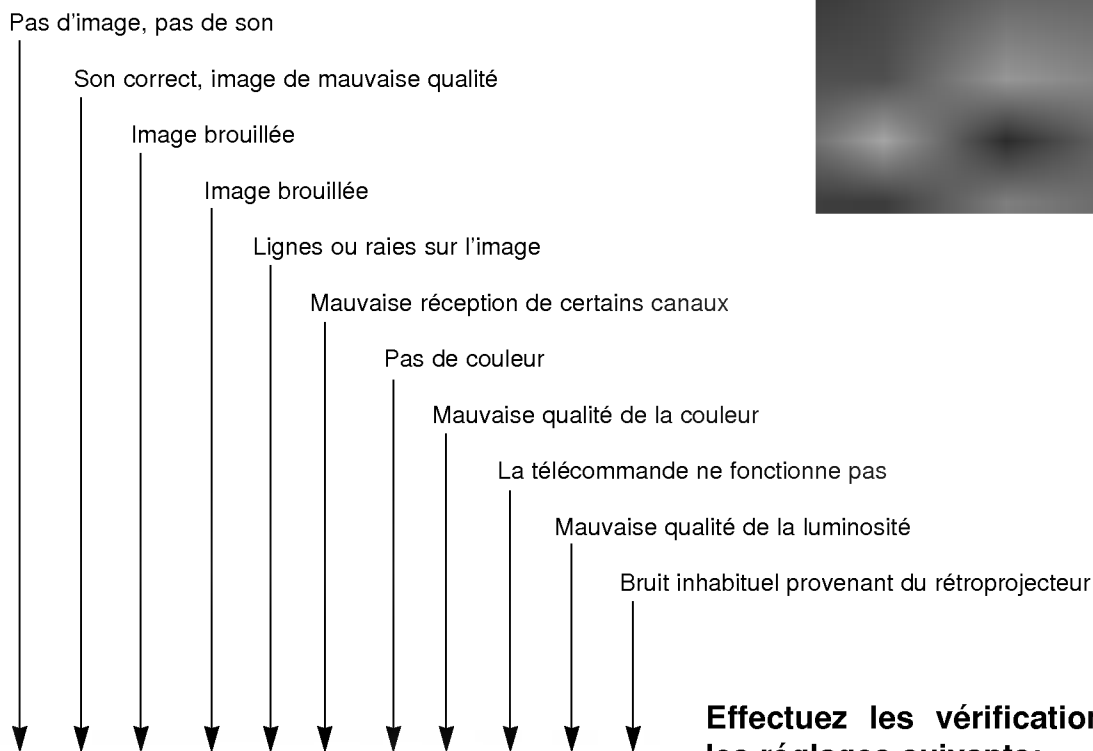 Pas d'image, pas de son
Son correct, image de mauvaise qualité
Image brouillée
Image brouillée
Lignes ou raies sur l'image
Mauvaise réception de certains canaux
Pas de couleur
Mauvaise qualité de la couleur
La télécommande ne fonctionne pas
Mauvaise qualité de la luminosité
Bruit inhabituel provenant du rétroprojecteur
Effectuez les vérification
les réglages suivants: